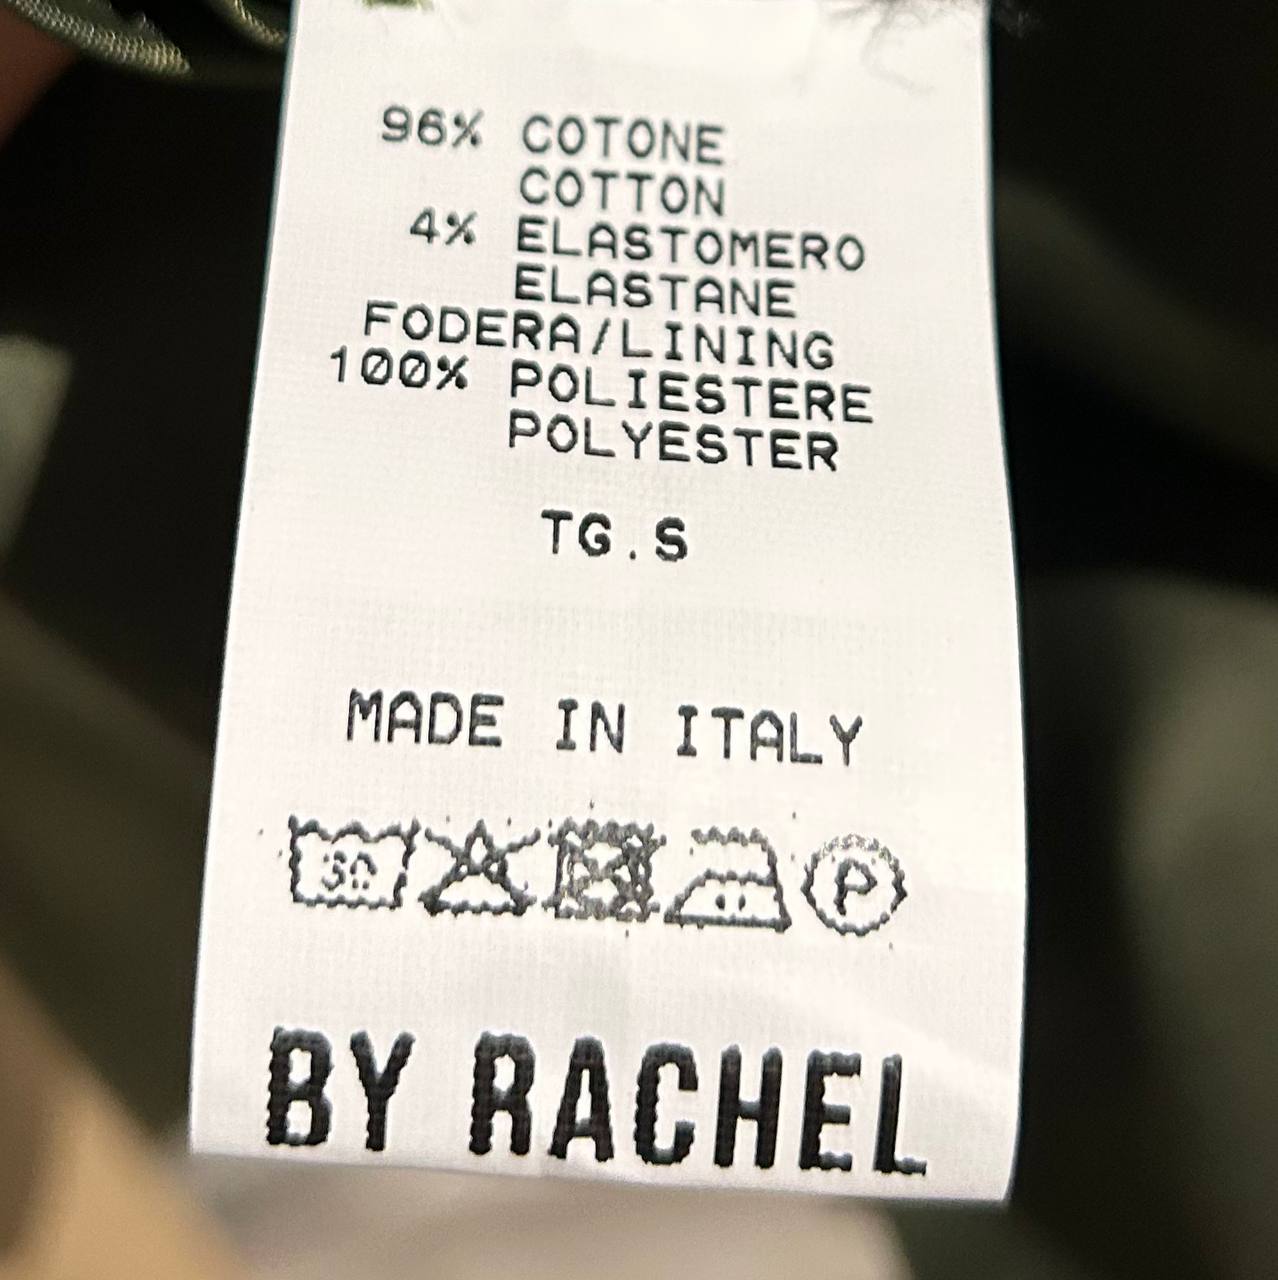 96% COTONE
COTTON
4% ELASTOMERO
ELASTANE
FODERA/LINING
100% POLIESTERE
POLYESTER
TG.S
MADE IN ITALY
30 P
BY RACHEL